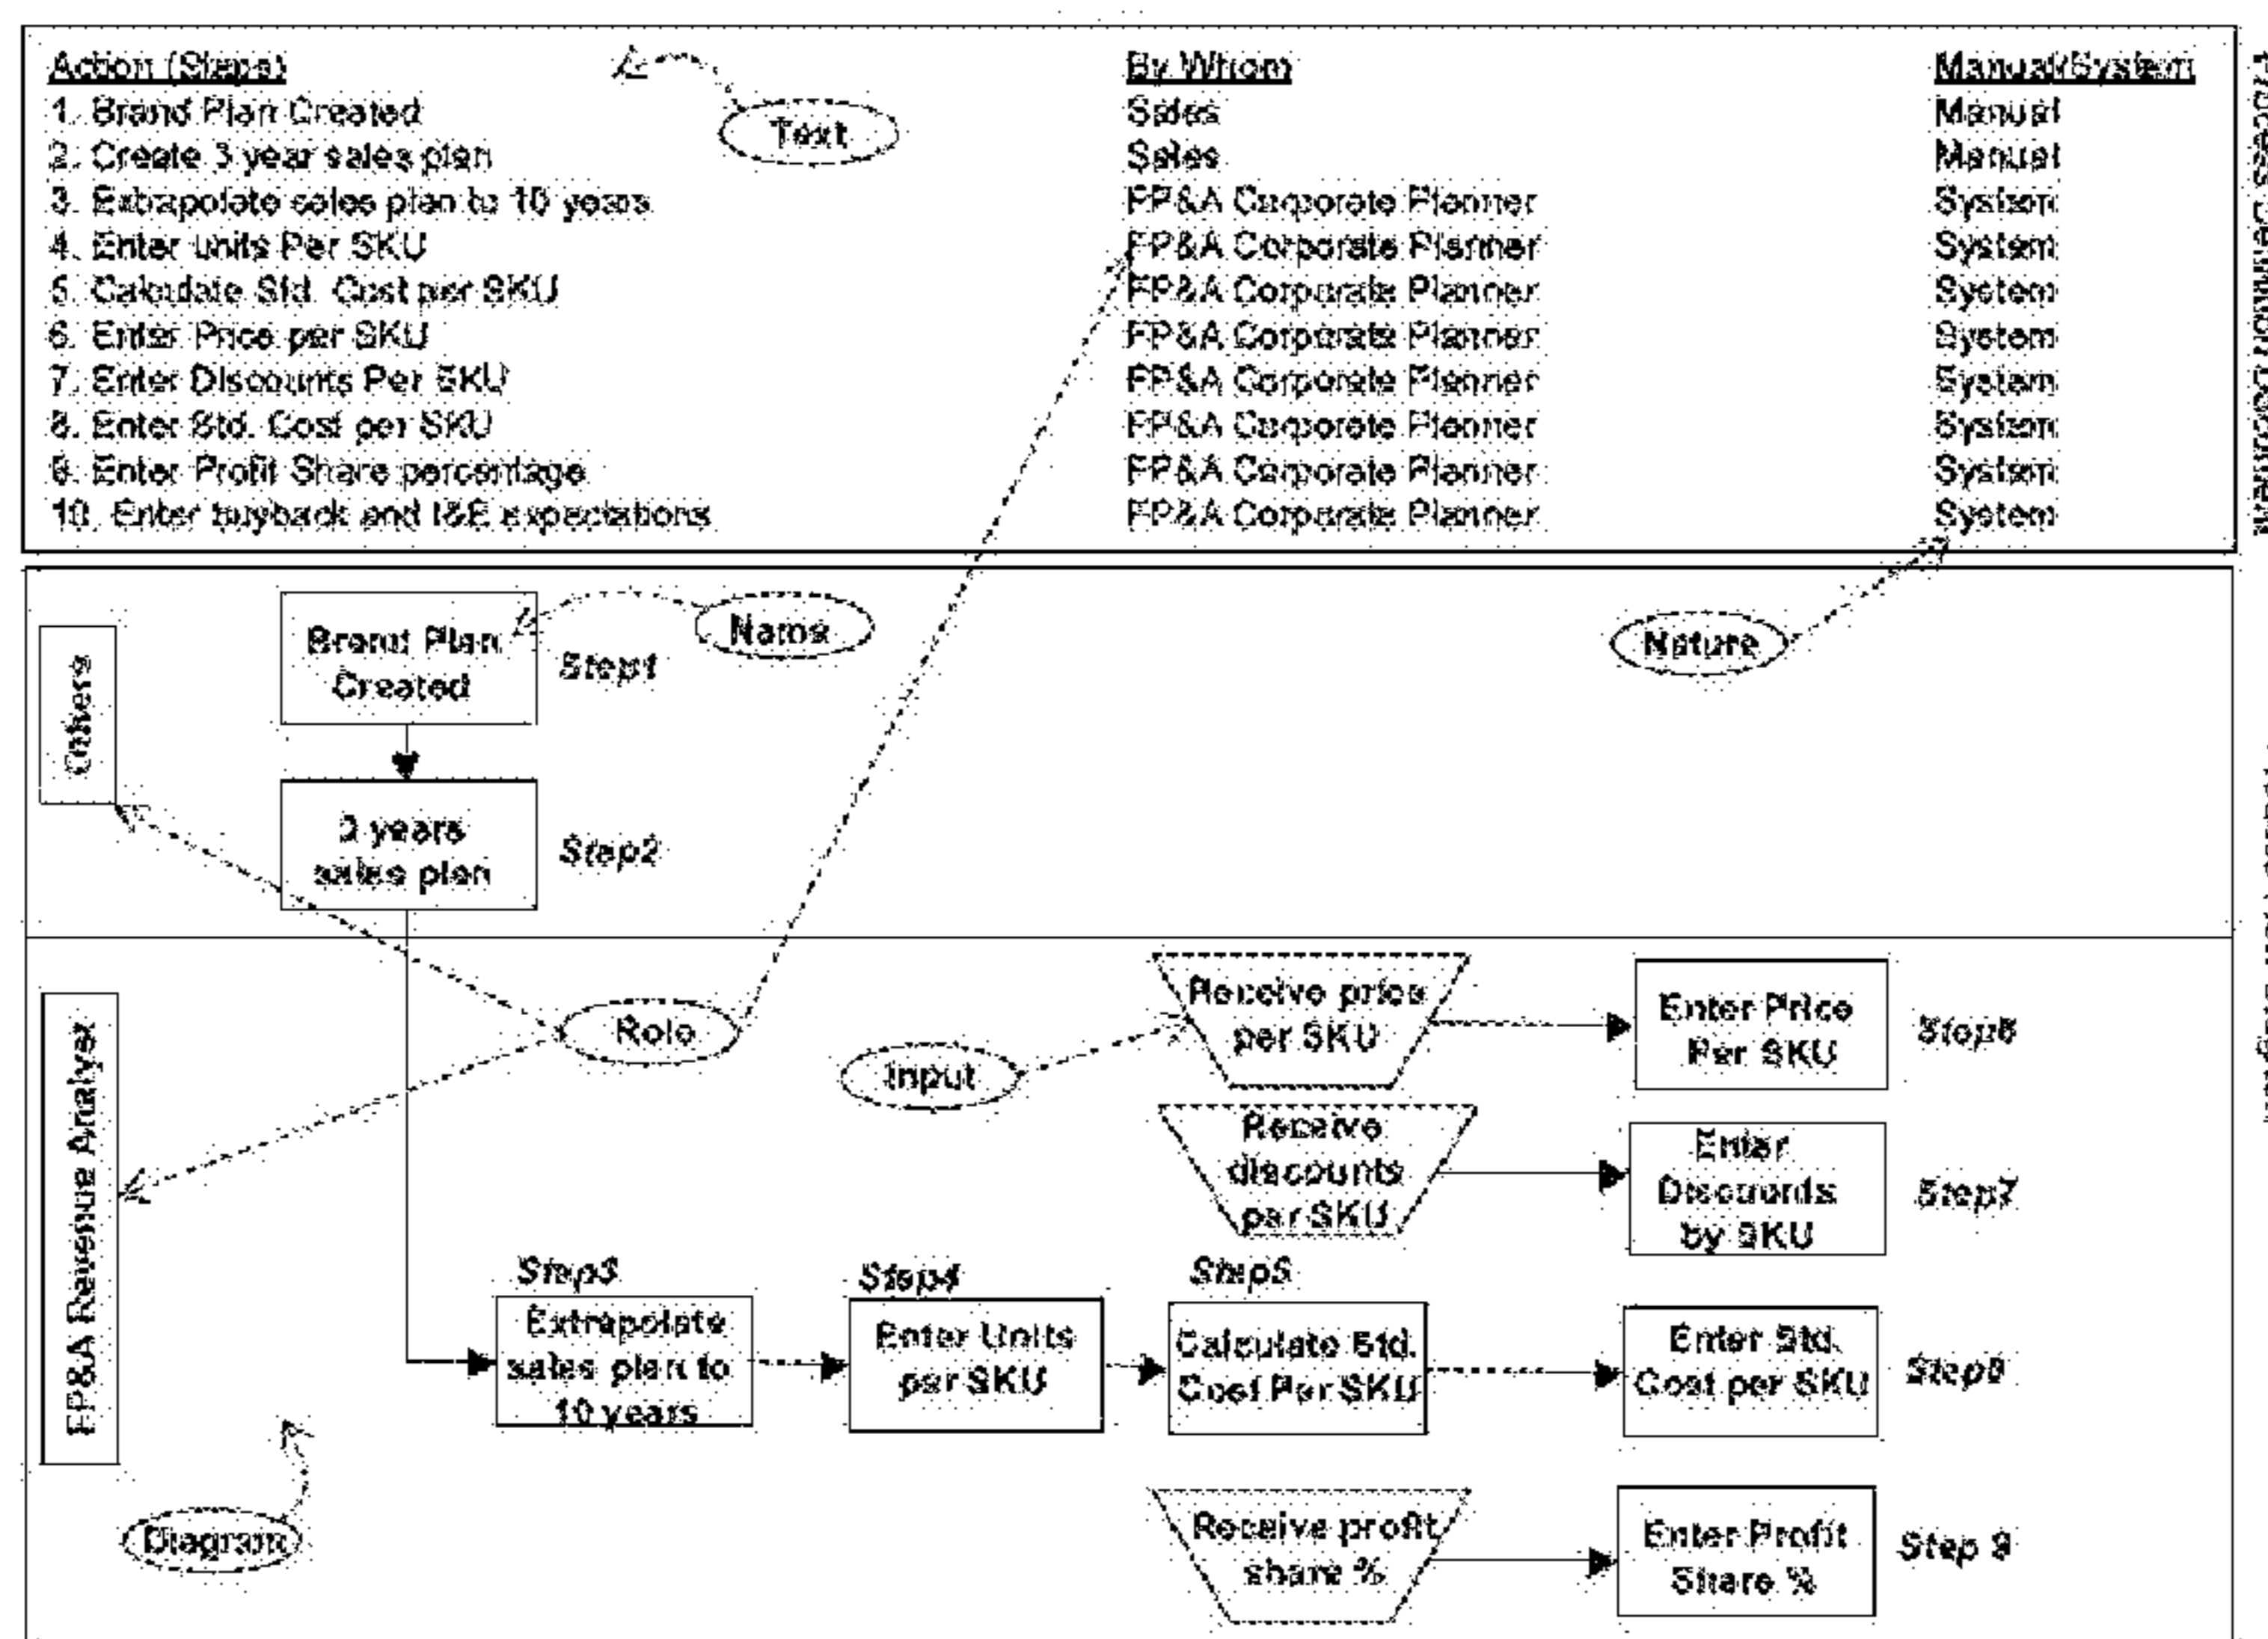 Action (Steps) By Whom Manual/System
1. Brand Plan Created Sales Manual
2. Create 3 year sales plan Sales Manual
3. Extrapolate sales plan to 10 years FP&A Corporate Planner System
4. Enter units Per SKU FP&A Corporate Planner System
5. Calculate Std. Cost per SKU FP&A Corporate Planner System
6. Enter Price per SKU FP&A Corporate Planner System
7. Enter Discounts Per SKU FP&A Corporate Planner System
8. Enter Std. Cost per SKU FP&A Corporate Planner System
9. Enter Profit Share percentage FP&A Corporate Planner System
10. Enter buyback and I&E expectations FP&A Corporate Planner System
Text
Name
Nature
Others
Brand Plan
Created
Step1
3 years
sales plan
Step2
Role
Input
FP&A Revenue Analyst
Receive price
per SKU
Enter Price
Per SKU
Step6
Receive
discounts
per SKU
Enter
Discounts
by SKU
Step7
Step3
Extrapolate
sales plan to
10 years
Step4
Enter Units
per SKU
Step5
Calculate Std.
Cost Per SKU
Enter Std.
Cost per SKU
Step8
Diagram
Receive profit
share %
Enter Profit
Share %
Step 9